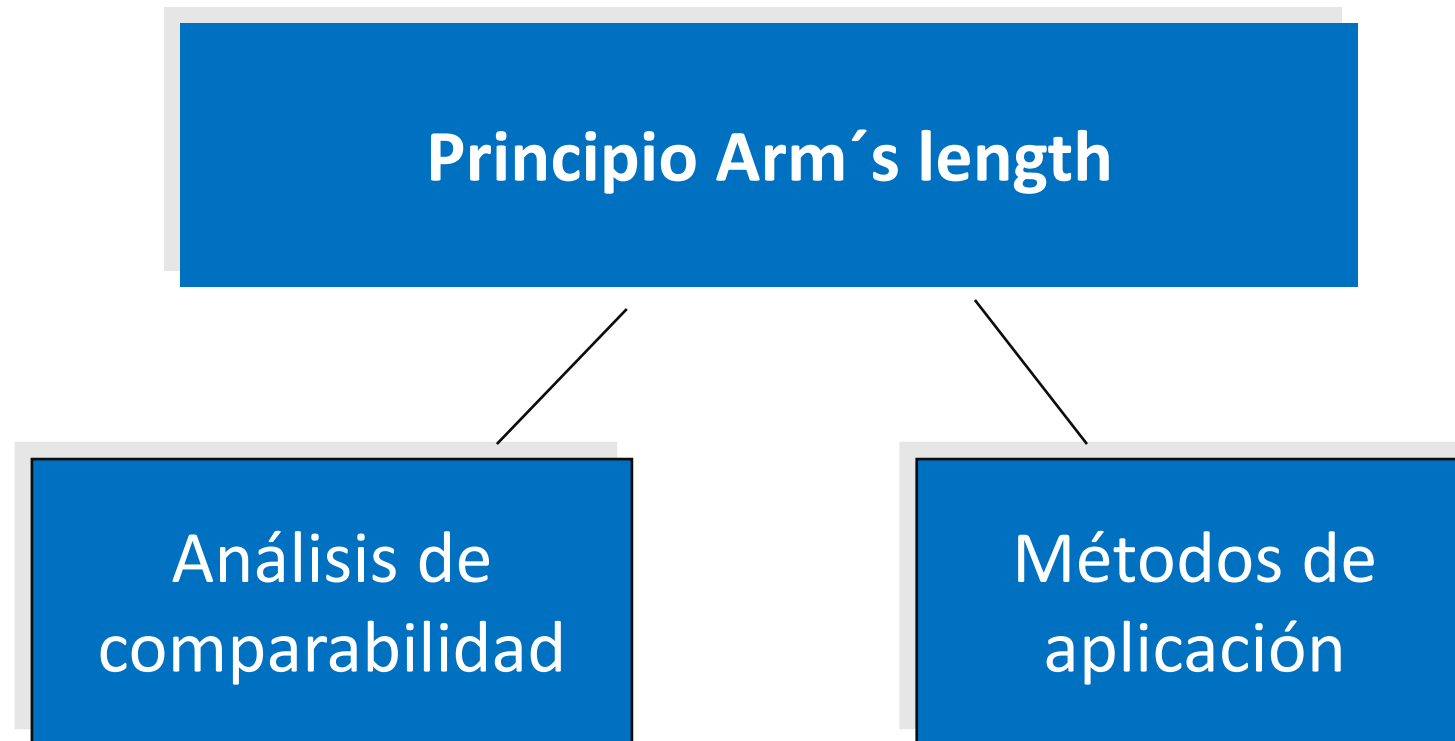 Principio Arm´s length
Análisis de
comparabilidad
Métodos de
aplicación